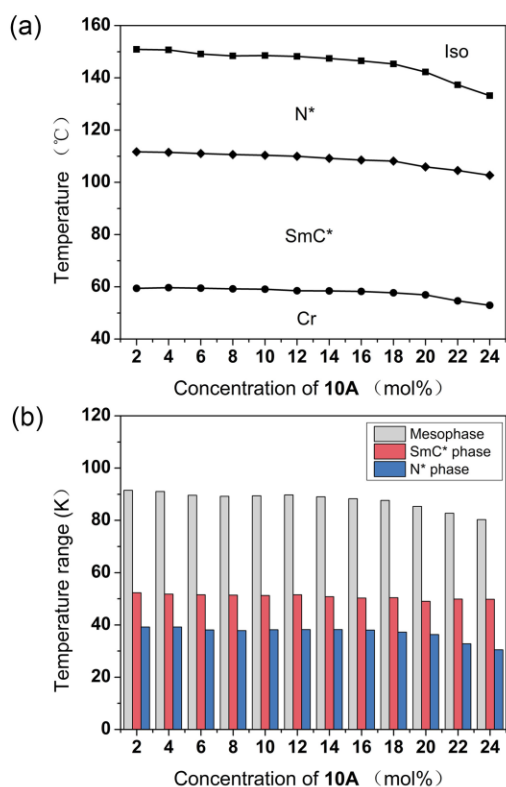 (a)
160
140
120
100
80
60
40
Temperature （℃）
Iso
N*
SmC*
Cr
2 4 6 8 10 12 14 16 18 20 22 24
Concentration of 10A （mol%）
(b)
120
100
80
60
40
20
0
Temperature range (K)
Mesophase
SmC* phase
N* phase
2 4 6 8 10 12 14 16 18 20 22 24
Concentration of 10A （mol%）